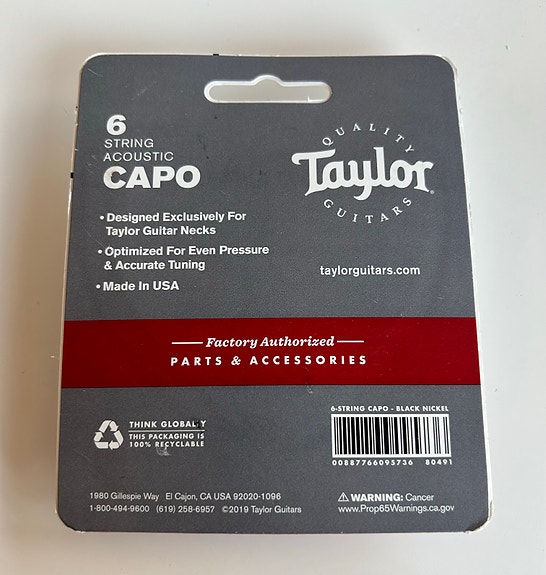 6
STRING
ACOUSTIC
CAPO
• Designed Exclusively For
Taylor Guitar Necks
• Optimized For Even Pressure
& Accurate Tuning
• Made In USA
QUALITY
Taylor®
GUITARS
taylorguitars.com
Factory Authorized
PARTS & ACCESSORIES
THINK GLOBALLY
THIS PACKAGING IS
100% RECYCLABLE
6-STRING CAPO - BLACK NICKEL
00887766095736 80491
1980 Gillespie Way El Cajon, CA USA 92020-1096
1-800-494-9600 (619) 258-6957 ©2019 Taylor Guitars
⚠ WARNING: Cancer
www.Prop65Warnings.ca.gov